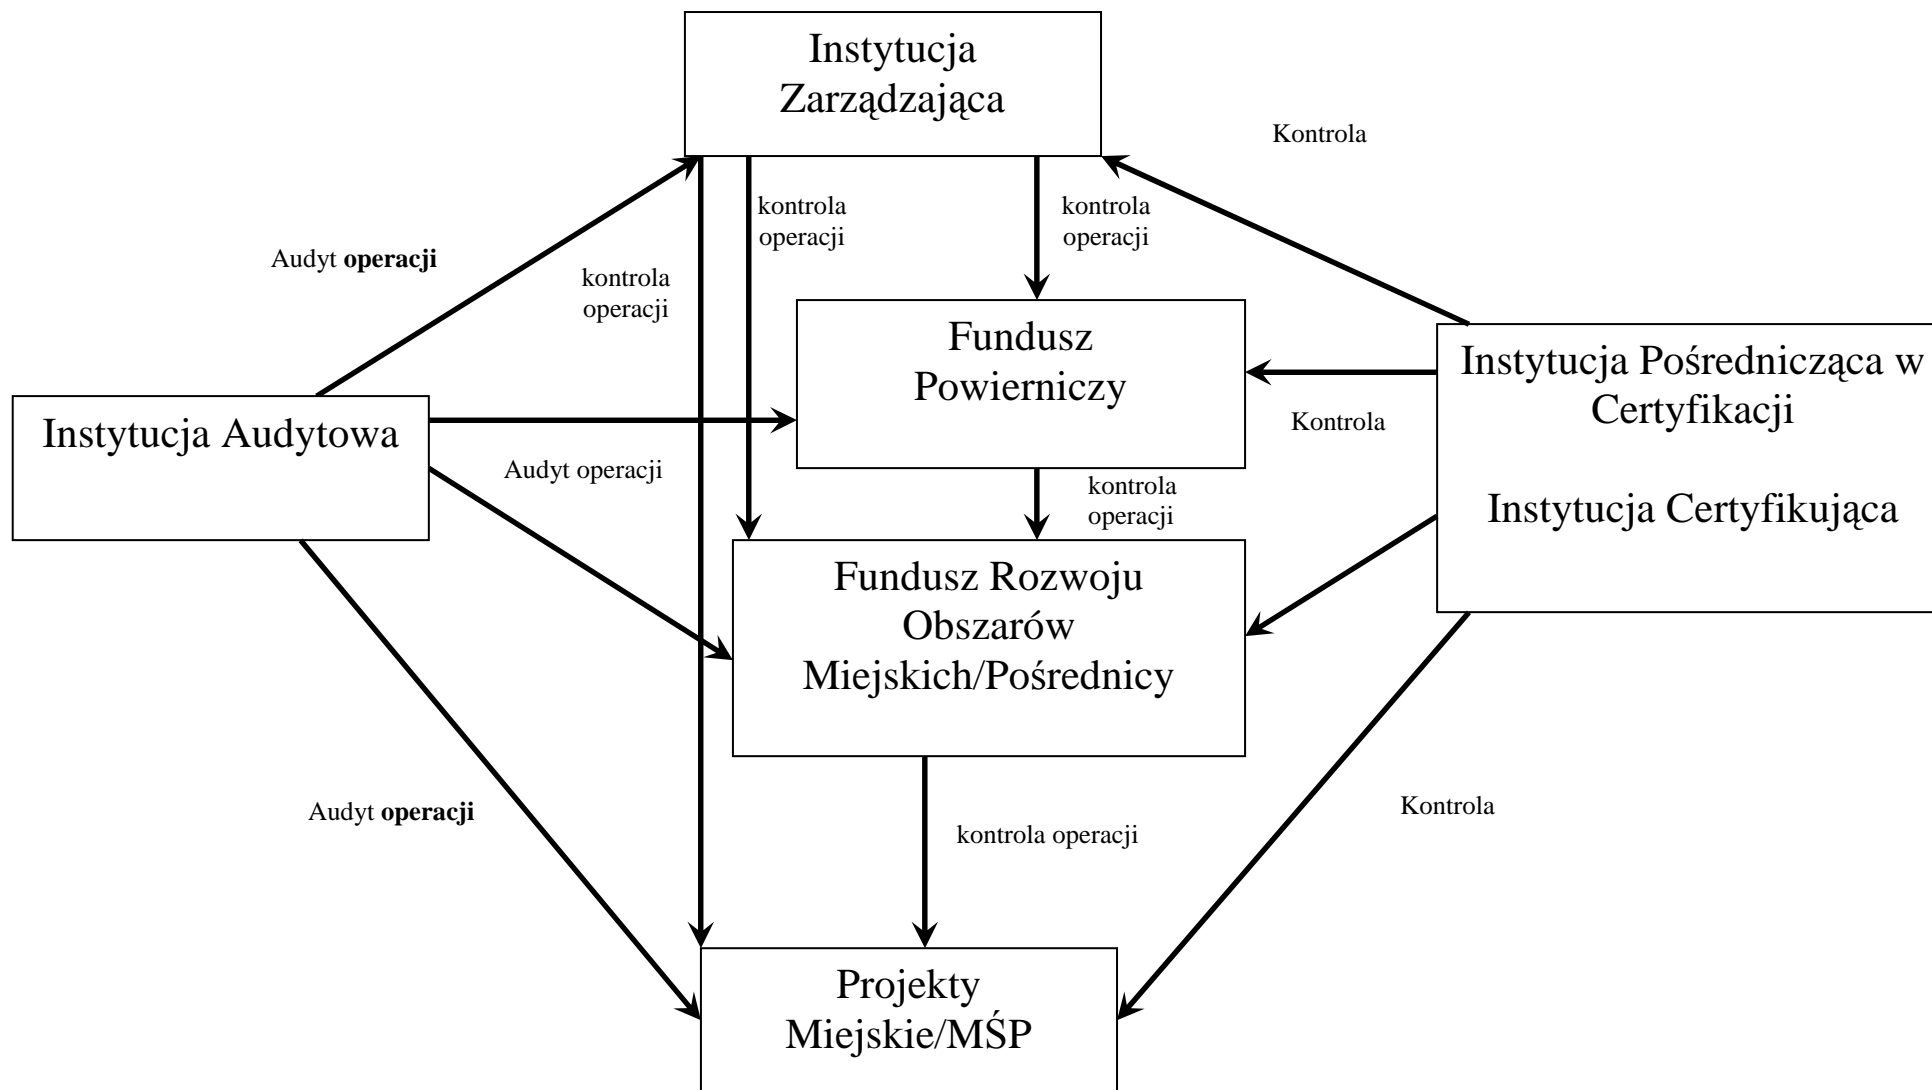 Instytucja
Zarządzająca
Kontrola
kontrola
operacji
kontrola
operacji
Audyt operacji
kontrola
operacji
Fundusz
Powierniczy
Instytucja Pośrednicząca w
Certyfikacji
Instytucja Certyfikująca
Instytucja Audytowa
Kontrola
Audyt operacji
kontrola
operacji
Fundusz Rozwoju
Obszarów
Miejskich/Pośrednicy
Audyt operacji
kontrola operacji
Kontrola
Projekty
Miejskie/MŚP